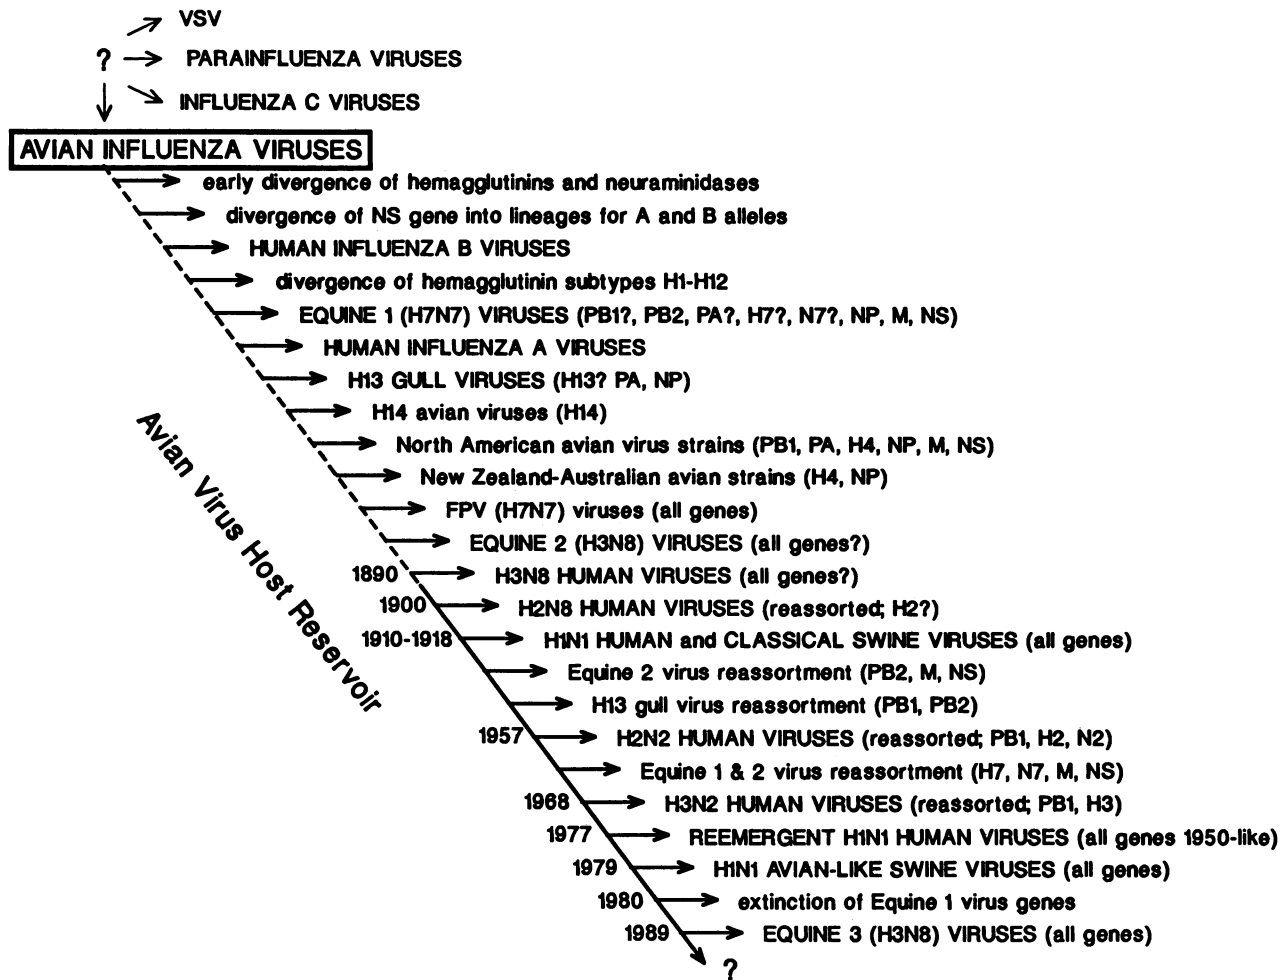 VSV
? PARAINFLUENZA VIRUSES
INFLUENZA C VIRUSES
AVIAN INFLUENZA VIRUSES
early divergence of hemagglutinins and neuraminidases
divergence of NS gene into lineages for A and B alleles
HUMAN INFLUENZA B VIRUSES
divergence of hemagglutinin subtypes H1-H12
EQUINE 1 (H7N7) VIRUSES (PB1?, PB2, PA?, H7?, N7?, NP, M, NS)
HUMAN INFLUENZA A VIRUSES
H13 GULL VIRUSES (H13? PA, NP)
H14 avian viruses (H14)
North American avian virus strains (PB1, PA, H4, NP, M, NS)
New Zealand-Australian avian strains (H4, NP)
FPV (H7N7) viruses (all genes)
EQUINE 2 (H3N8) VIRUSES (all genes?)
1890 H3N8 HUMAN VIRUSES (all genes?)
1900 H2N8 HUMAN VIRUSES (reassorted; H2?)
1910-1918 H1N1 HUMAN and CLASSICAL SWINE VIRUSES (all genes)
Equine 2 virus reassortment (PB2, M, NS)
H13 gull virus reassortment (PB1, PB2)
1957 H2N2 HUMAN VIRUSES (reassorted; PB1, H2, N2)
Equine 1 & 2 virus reassortment (H7, N7, M, NS)
1968 H3N2 HUMAN VIRUSES (reassorted; PB1, H3)
1977 REEMERGENT H1N1 HUMAN VIRUSES (all genes 1950-like)
1979 H1N1 AVIAN-LIKE SWINE VIRUSES (all genes)
1980 extinction of Equine 1 virus genes
1989 EQUINE 3 (H3N8) VIRUSES (all genes)
?
Avian Virus Host Reservoir